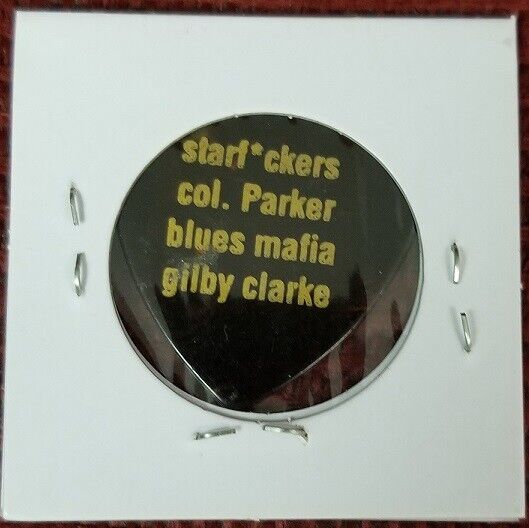 starf*ckers
col. Parker
blues mafia
gilby clarke